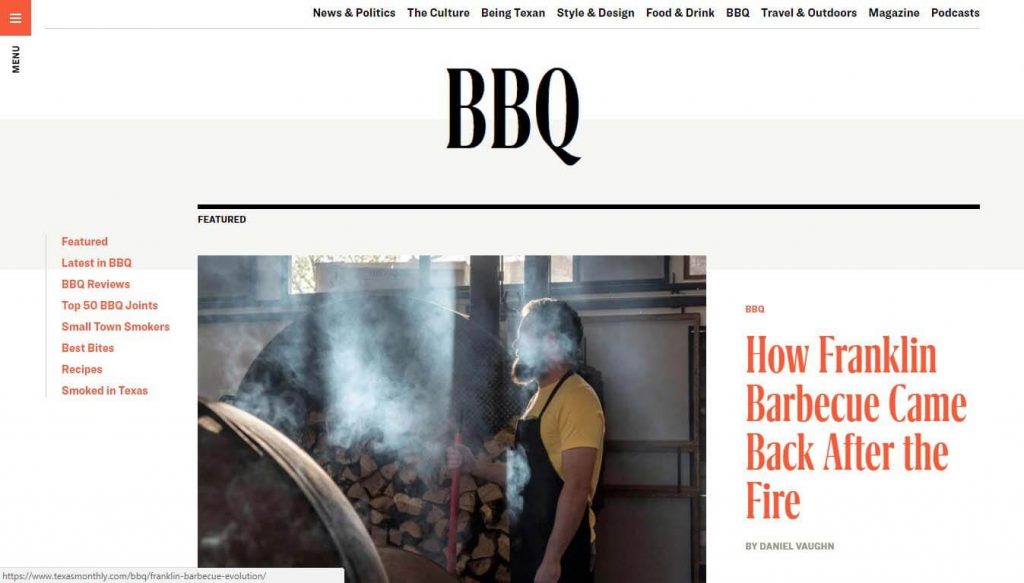 News & Politics The Culture Being Texan Style & Design Food & Drink BBQ Travel & Outdoors Magazine Podcasts
MENU
BBQ
FEATURED
Featured
Latest in BBQ
BBQ Reviews
Top 50 BBQ Joints
Small Town Smokers
Best Bites
Recipes
Smoked in Texas
BBQ
How Franklin
Barbecue Came
Back After the
Fire
BY DANIEL VAUGHN
https://www.texasmonthly.com/bbq/franklin-barbecue-evolution/